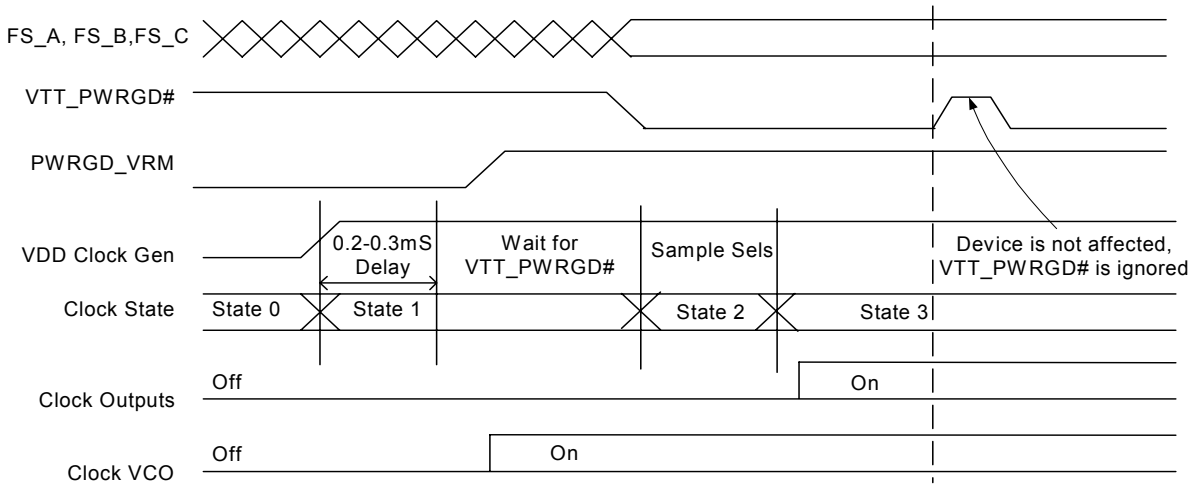 FS_A, FS_B,FS_C
VTT_PWRGD#
PWRGD_VRM
VDD Clock Gen
0.2-0.3mS
Delay
Wait for
VTT_PWRGD#
Sample Sels
Device is not affected,
VTT_PWRGD# is ignored
Clock State
State 0
State 1
State 2
State 3
Clock Outputs
Off
On
Clock VCO
Off
On